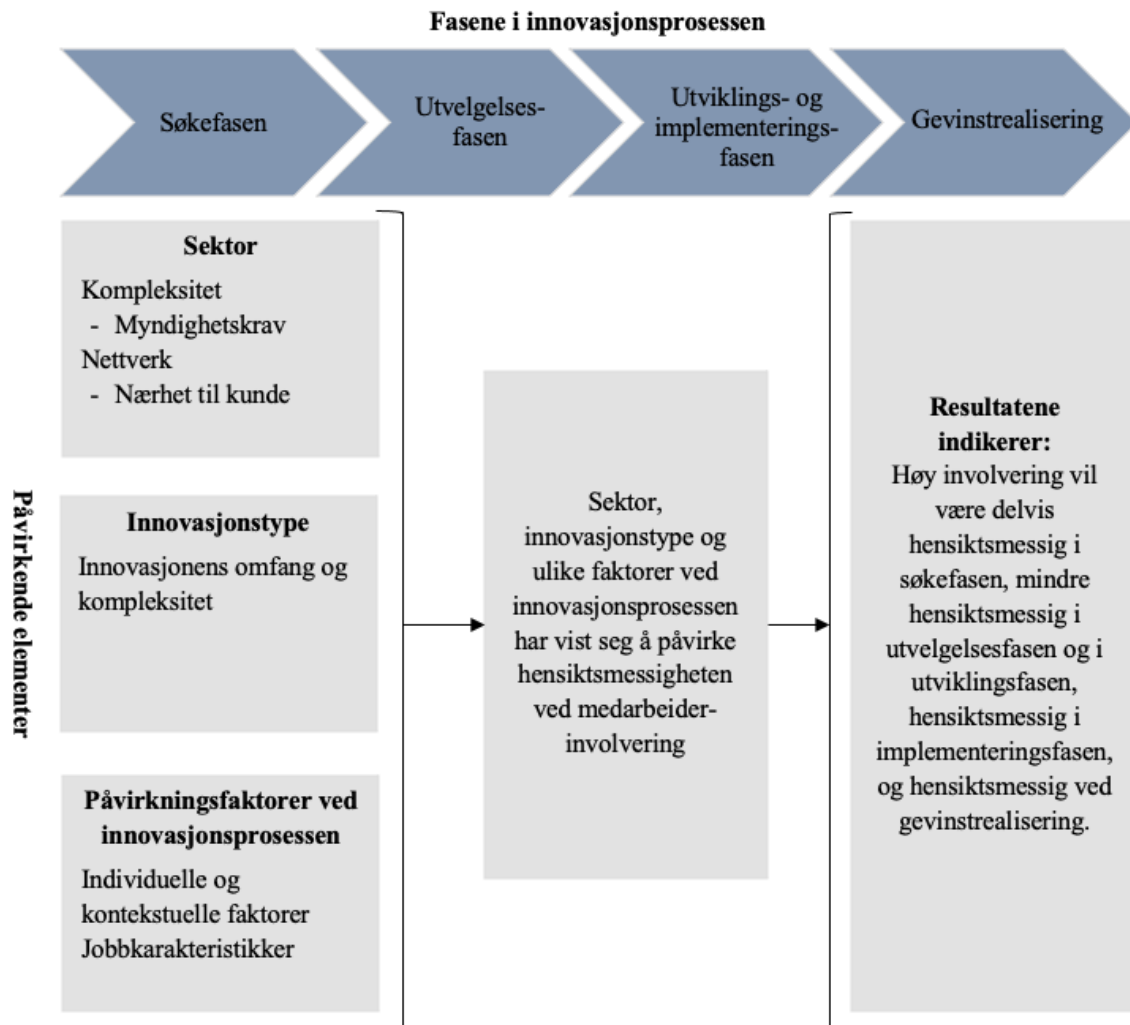 Fasene i innovasjonsprosessen
Søkefasen
Utvelgelses-
fasen
Utviklings- og
implementerings-
fasen
Gevinstrealisering
Påvirkende elementer
Sektor
Kompleksitet
- Myndighetskrav
Nettverk
- Nærhet til kunde
Innovasjonstype
Innovasjonens omfang og
kompleksitet
Påvirkningsfaktorer ved
innovasjonsprosessen
Individuelle og
kontekstuelle faktorer
Jobbkarakteristikker
Sektor,
innovasjonstype og
ulike faktorer ved
innovasjonsprosessen
har vist seg å påvirke
hensiktsmessigheten
ved medarbeider-
involvering
Resultatene
indikerer:
Høy involvering vil
være delvis
hensiktsmessig i
søkefasen, mindre
hensiktsmessig i
utvelgelsesfasen og i
utviklingsfasen,
hensiktsmessig i
implementeringsfasen,
og hensiktsmessig ved
gevinstrealisering.